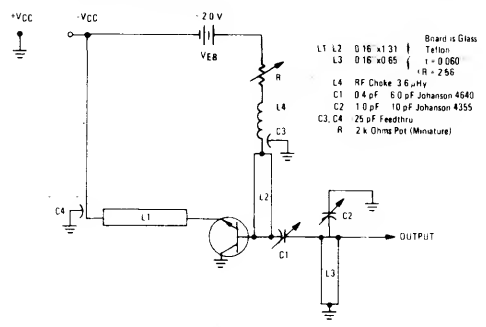 +VCC
-VCC
-20V
VEB
R
L4
C3
L2
C4
L1
C1
C2
L3
OUTPUT
L1 L2 0.16 x 1.31
L3 0.16 x 0.65
Board is Glass
Teflon
t = 0.060
εR = 2.56
L4 RF Choke 3.6 μHy
C1 0.4 pF 6.0 pF Johanson 4640
C2 1.0 pF 10 pF Johanson 4355
C3, C4 25 pF Feedthru
R 2 k Ohms Pot (Miniature)